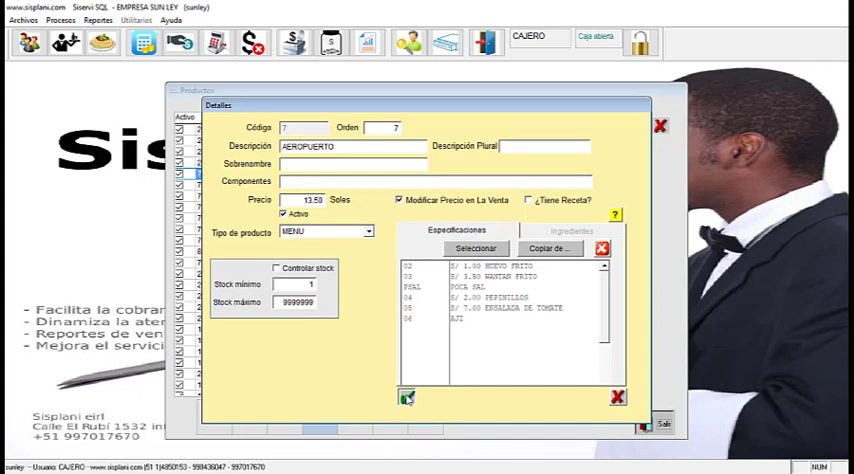 www.sisplani.com Siservi SQL - EMPRESA SUN LEY (sunley)
Archivos Procesos Reportes Utilitarios Ayuda
CAJERO
Caja abierta
Productos
Activo
Detalles
Código 7 Orden 7
Descripción AEROPUERTO Descripción Plural
Sobrenombre
Componentes
Precio 13.50 Soles Modificar Precio en La Venta ¿Tiene Receta?
Activo
Tipo de producto MENU
Especificaciones Ingredientes
Seleccionar Copiar de ...
Controlar stock
Stock mínimo 1
Stock máximo 9999999
02 S/ 1.00 HUEVO FRITO
03 S/ 3.50 WANTAN FRITO
PSAL POCA SAL
04 S/ 2.00 PEPINILLOS
05 S/ 7.00 ENSALADA DE TOMATE
06 AJI
Sis
- Facilita la cobran
- Dinamiza la ate
- Reportes de ven
- Mejora el servici
Sisplani eirl
Calle El Rubí 1532 in
+51 997017670
Salir
sunley --Usuario: CAJERO --www.sisplani.com (51 1)4850153 - 998436047 - 997017670
NUM